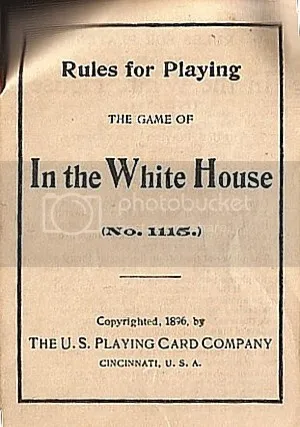 Rules for Playing
THE GAME OF
In the White House
photobucket
(No. 1115.)
Copyrighted, 1896, by
THE U. S. PLAYING CARD COMPANY
CINCINNATI, U. S. A.